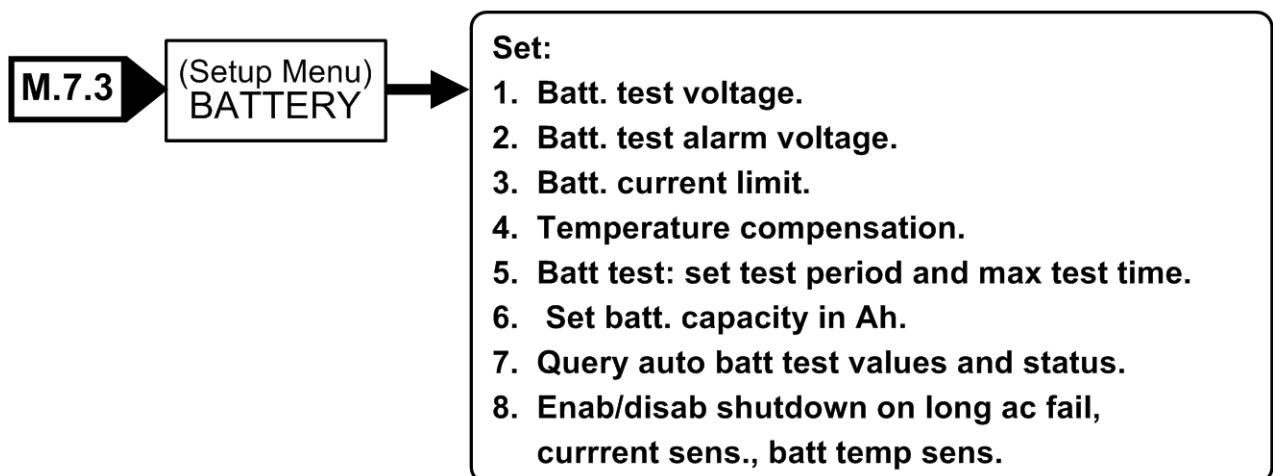 M.7.3
(Setup Menu)
BATTERY
Set:
1. Batt. test voltage.
2. Batt. test alarm voltage.
3. Batt. current limit.
4. Temperature compensation.
5. Batt test: set test period and max test time.
6. Set batt. capacity in Ah.
7. Query auto batt test values and status.
8. Enab/disab shutdown on long ac fail,
currrent sens., batt temp sens.